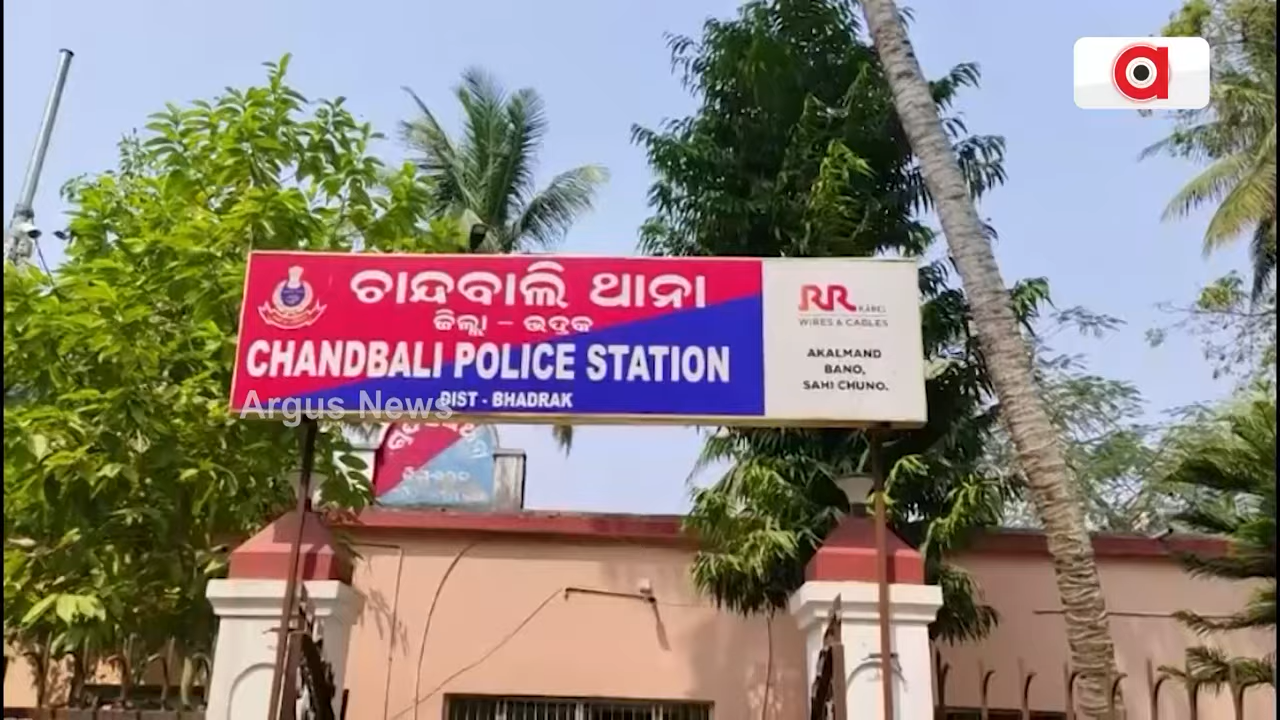 ଚାନ୍ଦବାଲି ଥାନା
ଜିଲ୍ଲା – ଭଦ୍ରକ
CHANDBALI POLICE STATION
DIST - BHADRAK
RR KABEL
WIRES & CABLES
AKALMAND
BANO,
SAHI CHUNO.
Argus News
a